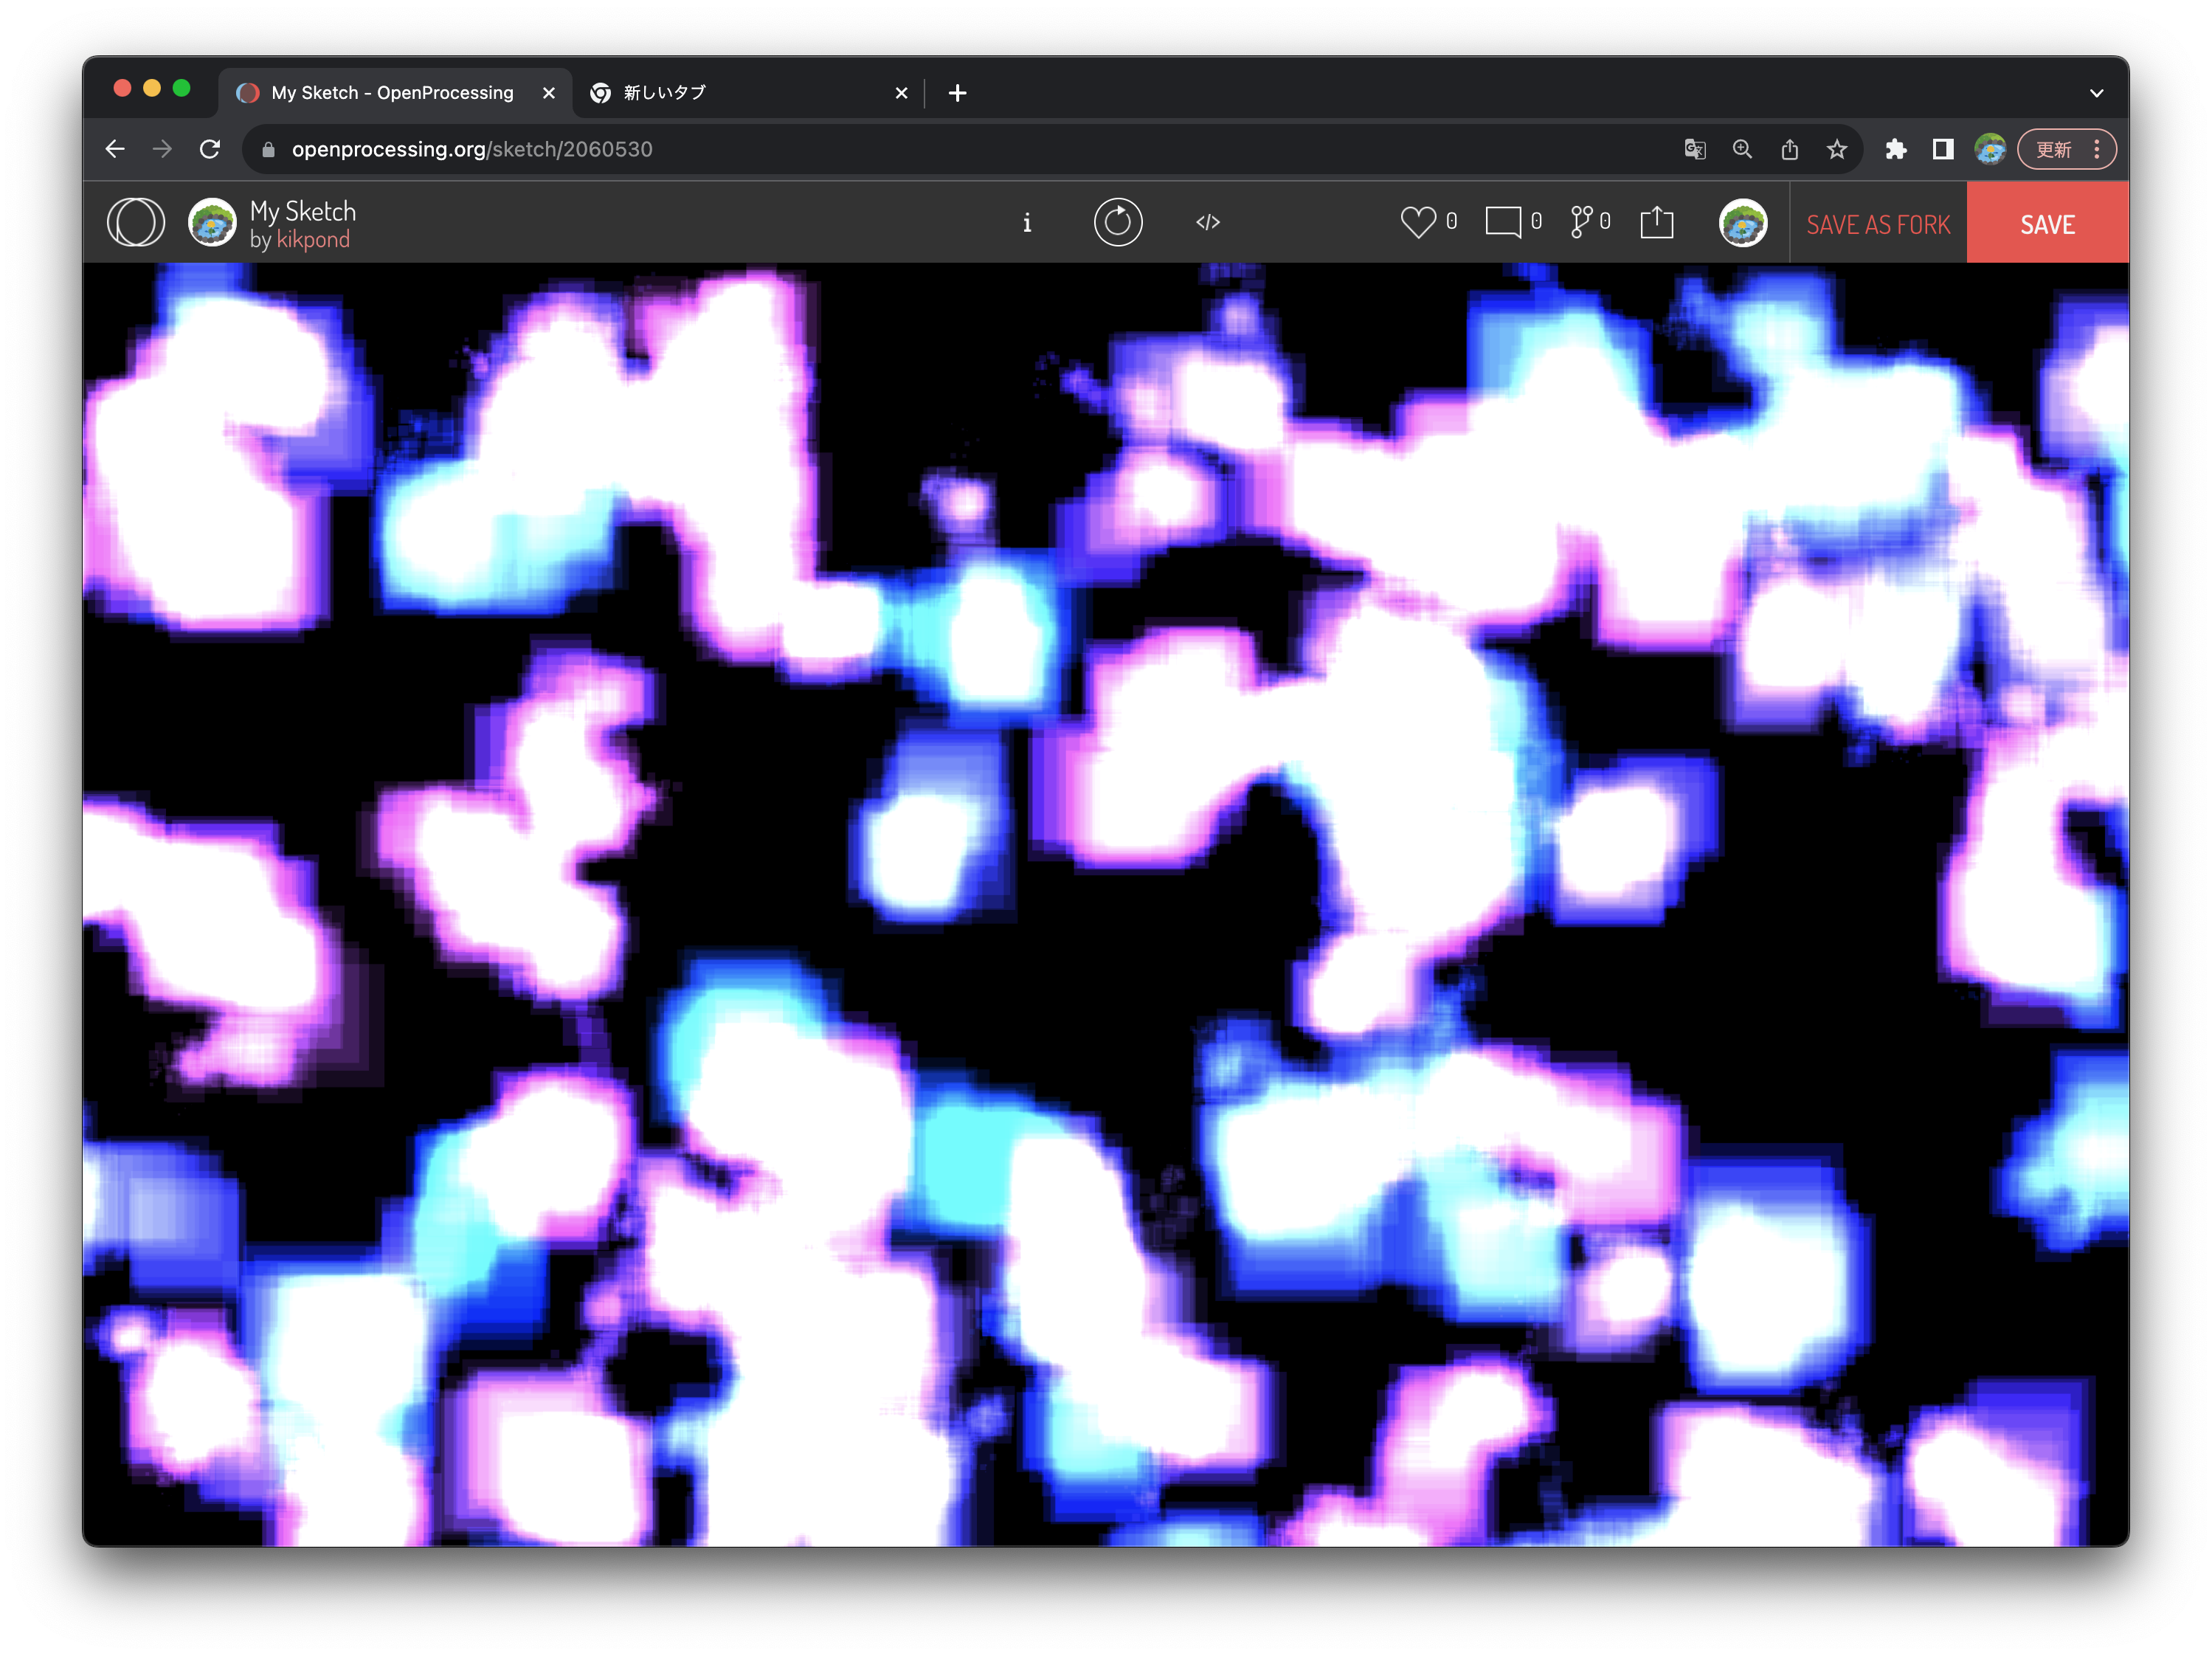 My Sketch - OpenProcessing
新しいタブ
openprocessing.org/sketch/2060530
更新
My Sketch
by kikpond
i
</>
0
0
0
SAVE AS FORK
SAVE